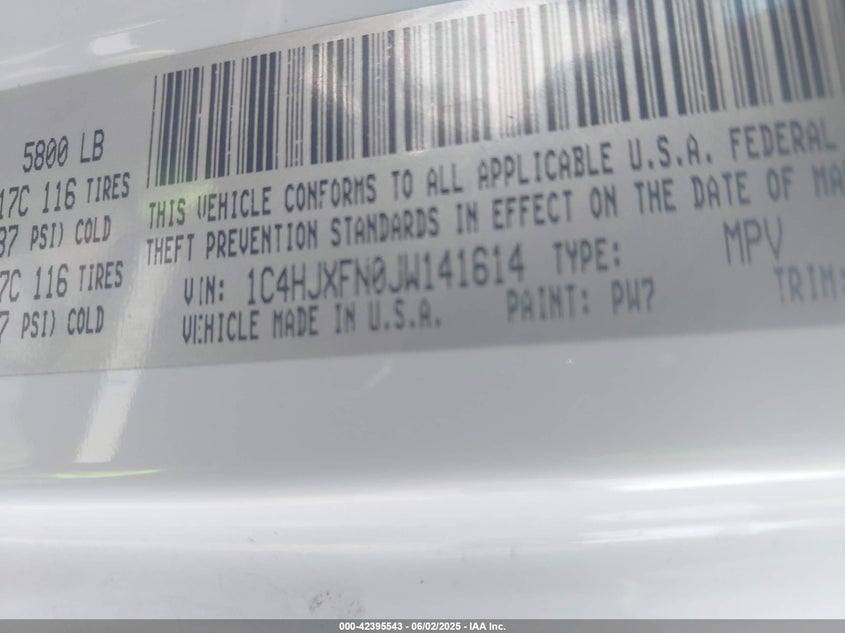 5800 LB
17C 116 TIRES
37 PSI) COLD
7C 116 TIRES
7 PSI) COLD
THIS VEHICLE CONFORMS TO ALL APPLICABLE U.S.A. FEDERAL
THEFT PREVENTION STANDARDS IN EFFECT ON THE DATE OF MA
VIN: 1C4HJXFN0JW141614 TYPE: MPV
VEHICLE MADE IN U.S.A. PAINT: PW7 TRIM:
000-42395543 - 06/02/2025 - IAA Inc.